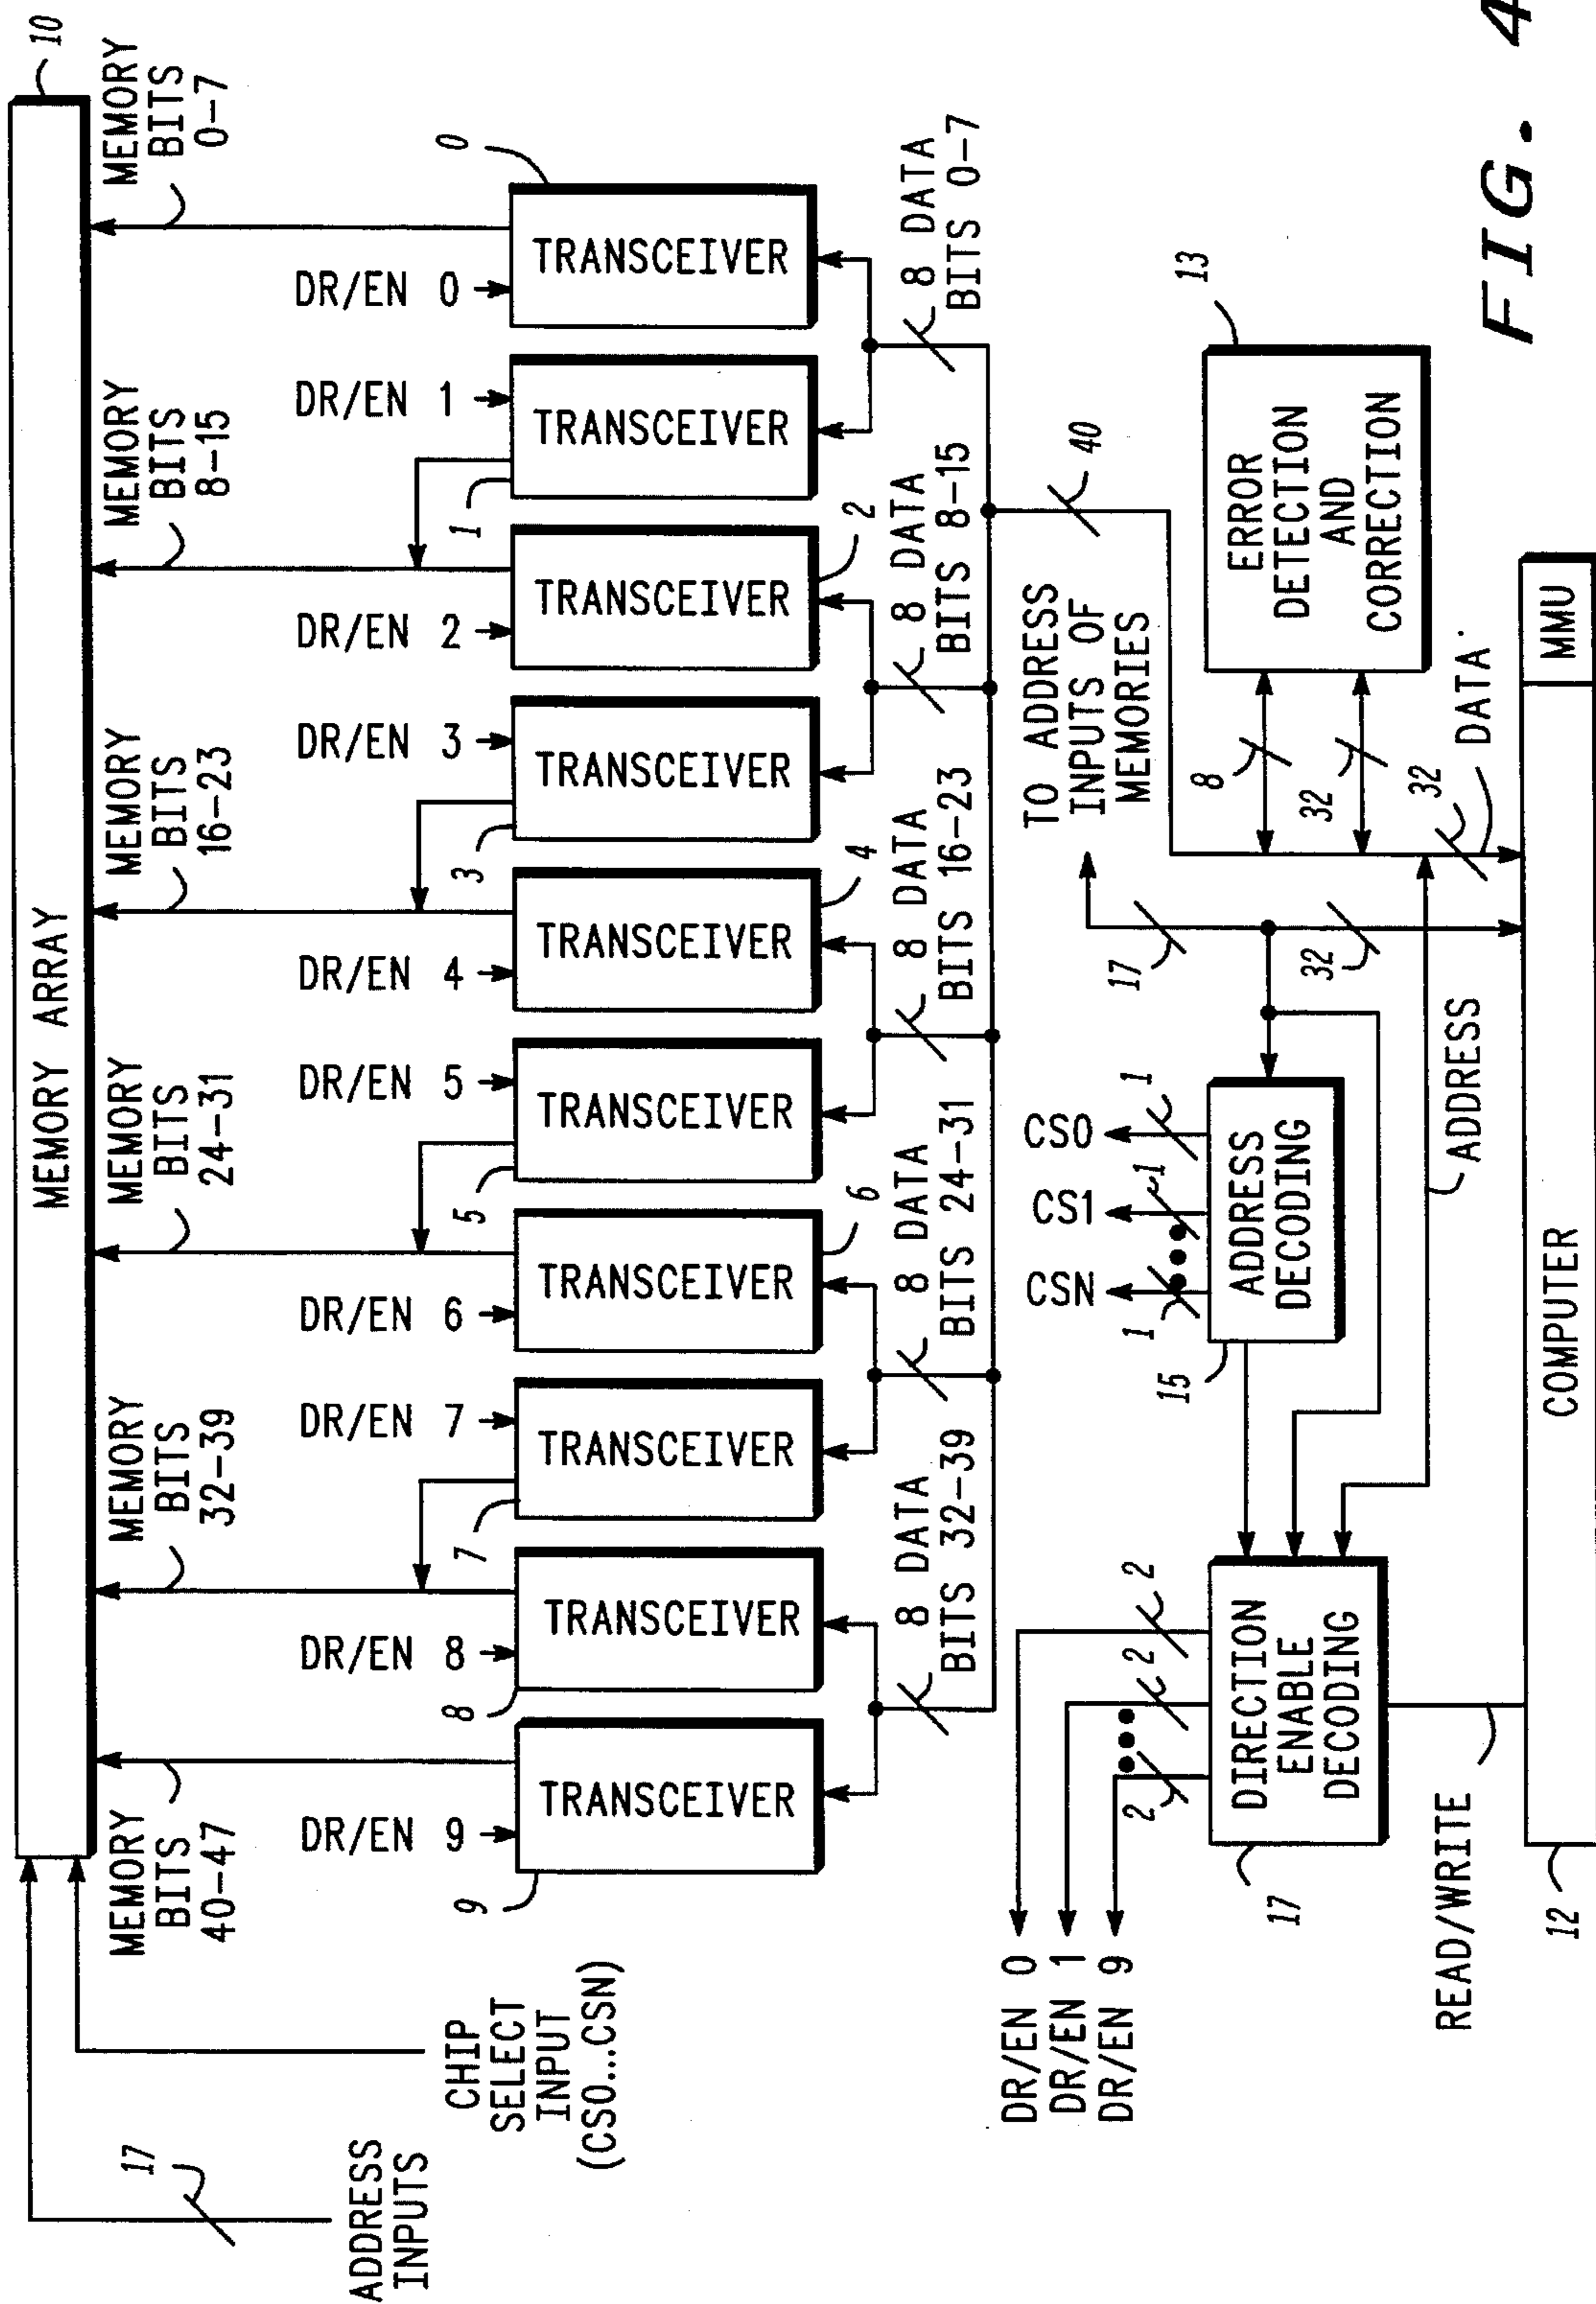 MEMORY ARRAY
10
ADDRESS
INPUTS
17
CHIP
SELECT
INPUT
(CS0...CSN)
MEMORY
BITS
40-47
MEMORY
BITS
32-39
MEMORY
BITS
24-31
MEMORY
BITS
16-23
MEMORY
BITS
8-15
MEMORY
BITS
0-7
DR/EN 9
DR/EN 8
DR/EN 7
DR/EN 6
DR/EN 5
DR/EN 4
DR/EN 3
DR/EN 2
DR/EN 1
DR/EN 0
9
8
7
5
3
1
0
TRANSCEIVER
TRANSCEIVER
TRANSCEIVER
TRANSCEIVER
TRANSCEIVER
TRANSCEIVER
TRANSCEIVER
TRANSCEIVER
TRANSCEIVER
TRANSCEIVER
6
4
2
8 DATA
BITS 32-39
8 DATA
BITS 24-31
8 DATA
BITS 16-23
8 DATA
BITS 8-15
8 DATA
BITS 0-7
DR/EN 0
DR/EN 1
DR/EN 9
2
2
2
DIRECTION
ENABLE
DECODING
17
CSN
CS1
CS0
1
1
1
15
ADDRESS
DECODING
TO ADDRESS
INPUTS OF
MEMORIES
17
32
40
8
32
32
ERROR
DETECTION
AND
CORRECTION
13
READ/WRITE
ADDRESS
DATA
12
COMPUTER
MMU
FIG. 4